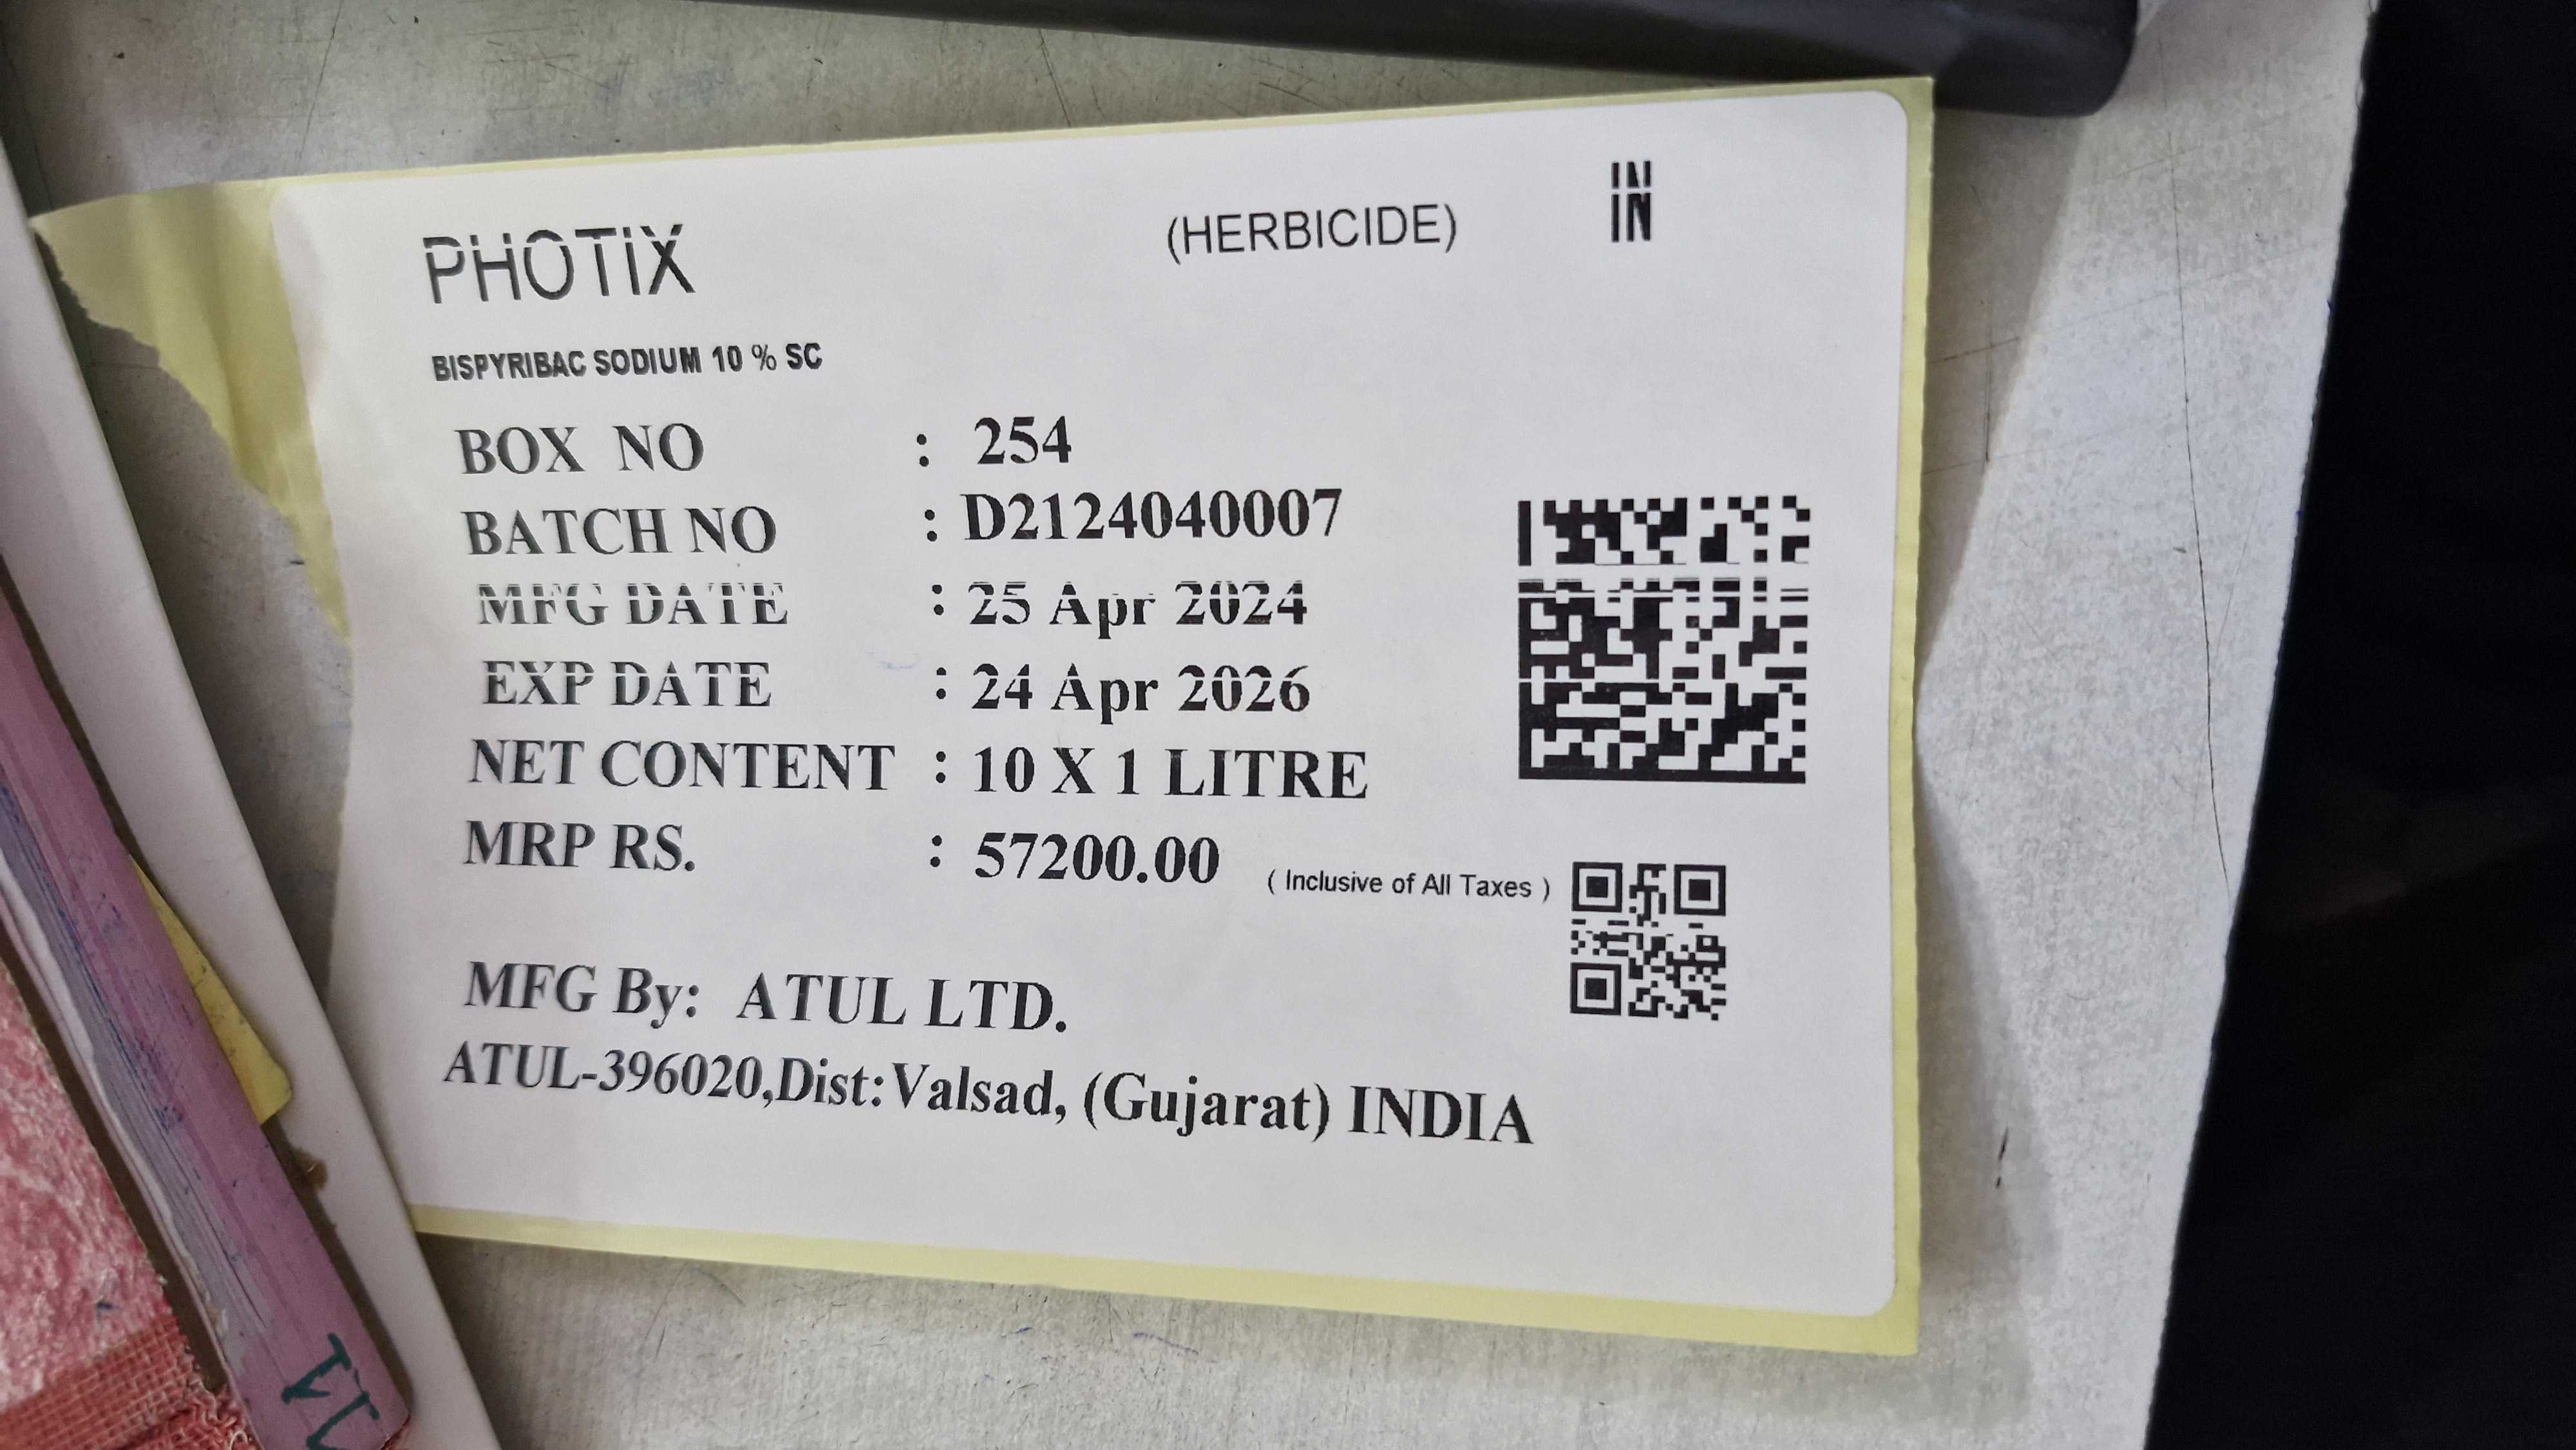 PHOTIX (HERBICIDE) IN
BISPYRIBAC SODIUM 10 % SC
BOX NO : 254
BATCH NO : D2124040007
MFG DATE : 25 Apr 2024
EXP DATE : 24 Apr 2026
NET CONTENT : 10 X 1 LITRE
MRP RS. : 57200.00 ( Inclusive of All Taxes )
MFG By: ATUL LTD.
ATUL-396020,Dist:Valsad, (Gujarat) INDIA